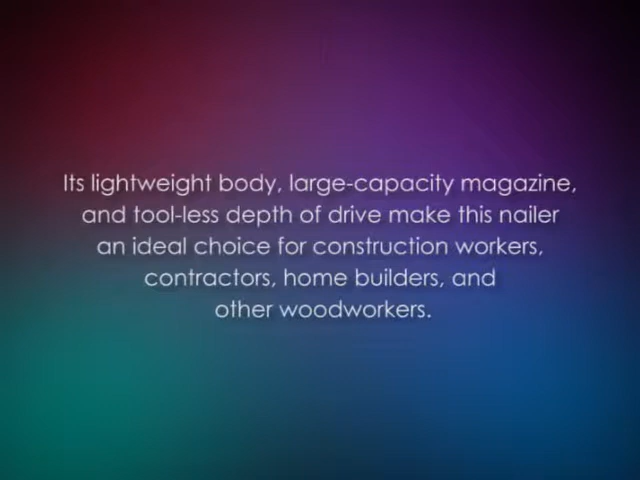 Its lightweight body, large-capacity magazine,
and tool-less depth of drive make this nailer
an ideal choice for construction workers,
contractors, home builders, and
other woodworkers.